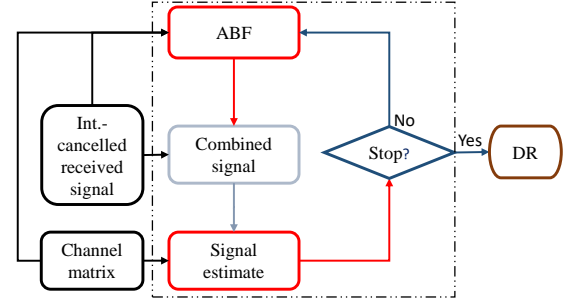 ABF
Int.-
cancelled
received
signal
Combined
signal
No
Stop?
Yes
DR
Channel
matrix
Signal
estimate